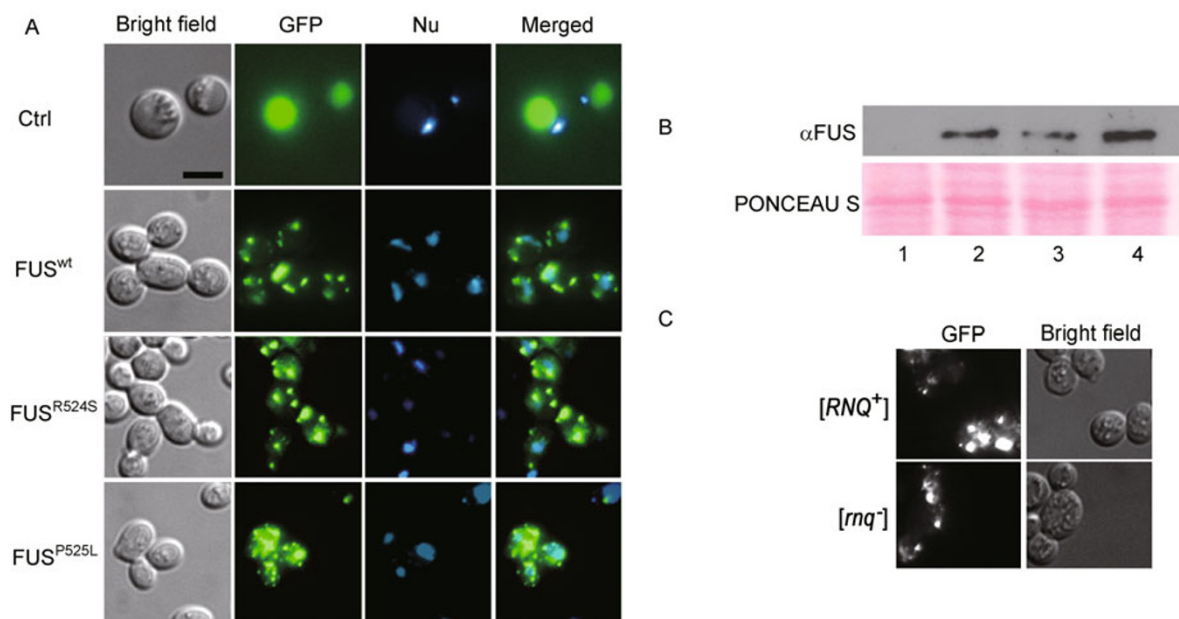 A
Bright field GFP Nu Merged
Ctrl
FUSwt
FUSR524S
FUSP525L
B
αFUS
PONCEAU S
1 2 3 4
C
GFP Bright field
[RNQ+]
[rnq-]